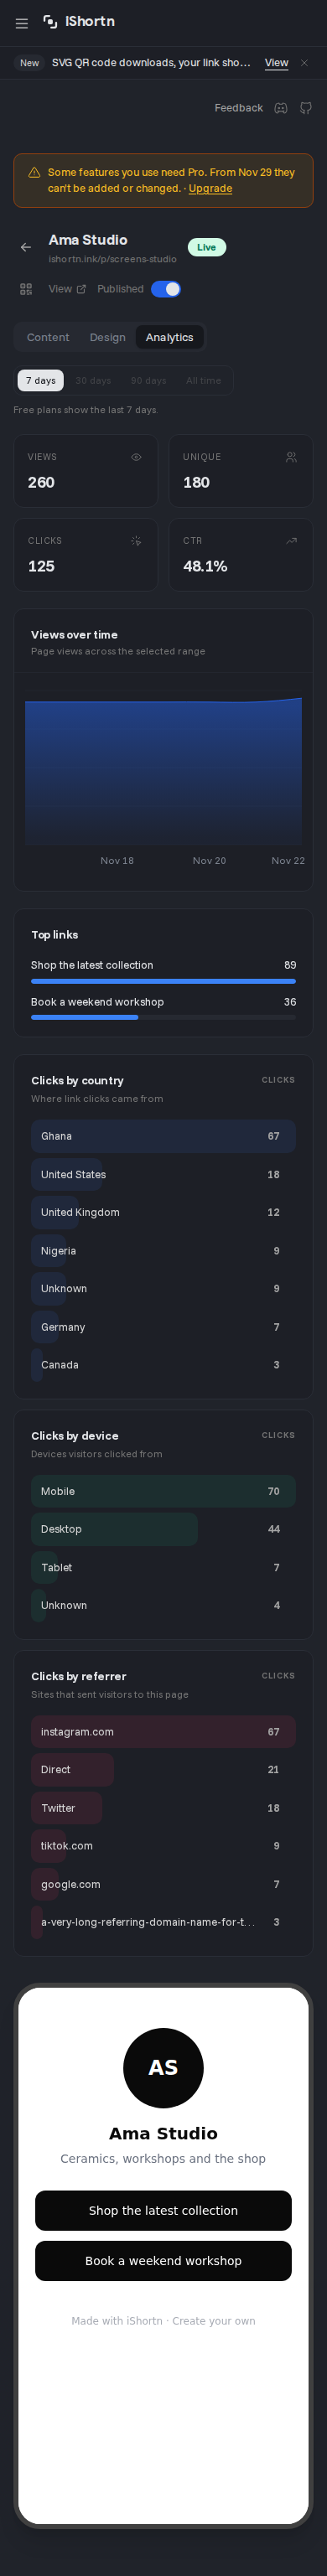 IShortn
New SVG QR code downloads, your link sho... View
Feedback
Some features you use need Pro. From Nov 29 they
can't be added or changed. · Upgrade
Ama Studio
ishortn.ink/p/screens-studio
Live
View Published
Content Design Analytics
7 days 30 days 90 days All time
Free plans show the last 7 days.
VIEWS
260
UNIQUE
180
CLICKS
125
CTR
48.1%
Views over time
Page views across the selected range
Nov 18 Nov 20 Nov 22
Top links
Shop the latest collection 89
Book a weekend workshop 36
Clicks by country CLICKS
Where link clicks came from
Ghana 67
United States 18
United Kingdom 12
Nigeria 9
Unknown 9
Germany 7
Canada 3
Clicks by device CLICKS
Devices visitors clicked from
Mobile 70
Desktop 44
Tablet 7
Unknown 4
Clicks by referrer CLICKS
Sites that sent visitors to this page
instagram.com 67
Direct 21
Twitter 18
tiktok.com 9
google.com 7
a-very-long-referring-domain-name-for-t... 3
AS
Ama Studio
Ceramics, workshops and the shop
Shop the latest collection
Book a weekend workshop
Made with iShortn · Create your own